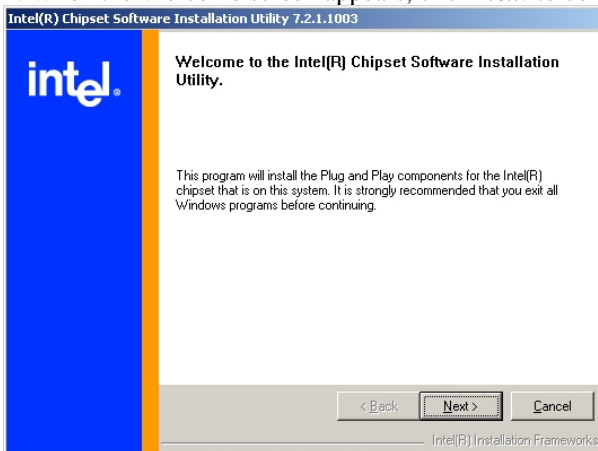 Intel(R) Chipset Software Installation Utility 7.2.1.1003
intel®
Welcome to the Intel(R) Chipset Software Installation
Utility.
This program will install the Plug and Play components for the Intel(R)
chipset that is on this system. It is strongly recommended that you exit all
Windows programs before continuing.
< Back
Next >
Cancel
Intel(R) Installation Frameworks